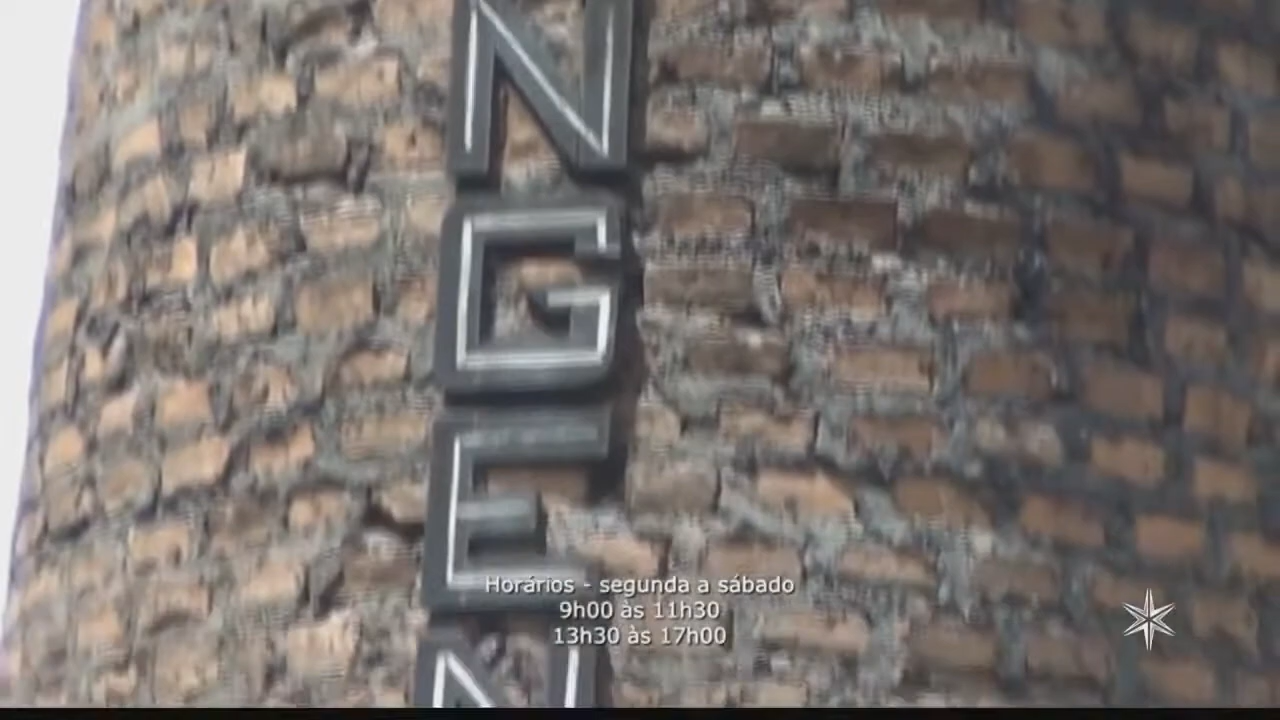 N
G
E
N
Horários - segunda a sábado
9h00 às 11h30
13h30 às 17h00